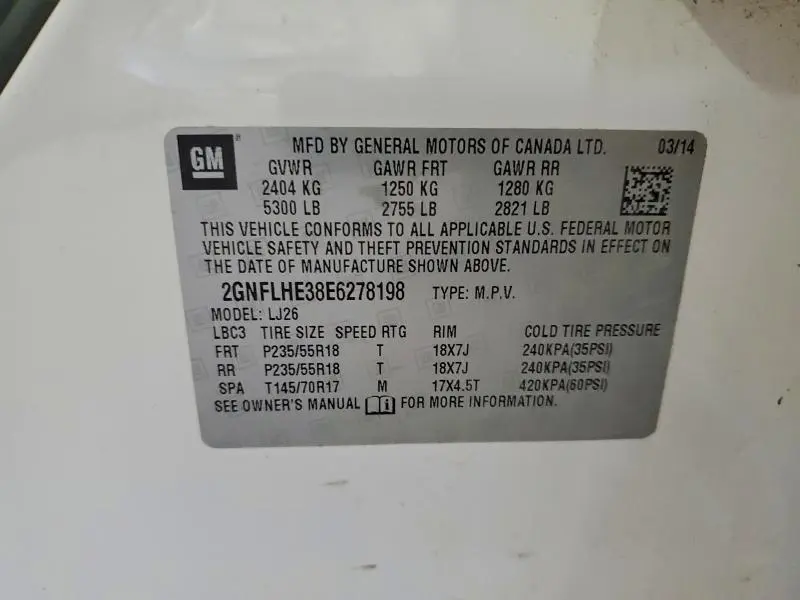 GM MFD BY GENERAL MOTORS OF CANADA LTD. 03/14
GVWR GAWR FRT GAWR RR
2404 KG 1250 KG 1280 KG
5300 LB 2755 LB 2821 LB
THIS VEHICLE CONFORMS TO ALL APPLICABLE U.S. FEDERAL MOTOR
VEHICLE SAFETY AND THEFT PREVENTION STANDARDS IN EFFECT ON
THE DATE OF MANUFACTURE SHOWN ABOVE.
2GNFLHE38E6278198 TYPE: M.P.V.
MODEL: LJ26
LBC3 TIRE SIZE SPEED RTG RIM COLD TIRE PRESSURE
FRT P235/55R18 T 18X7J 240KPA(35PSI)
RR P235/55R18 T 18X7J 240KPA(35PSI)
SPA T145/70R17 M 17X4.5T 420KPA(60PSI)
SEE OWNER'S MANUAL FOR MORE INFORMATION.